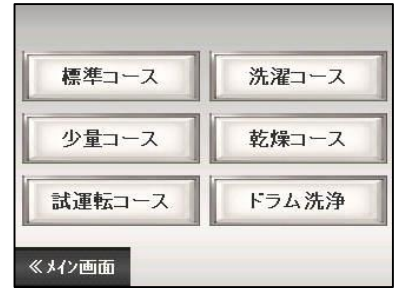 標準コース 洗濯コース
少量コース 乾燥コース
試運転コース ドラム洗浄
≪メイン画面